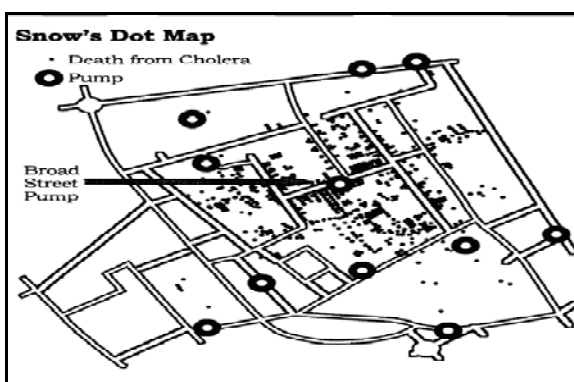 Snow's Dot Map
Death from Cholera
Pump
Broad
Street
Pump